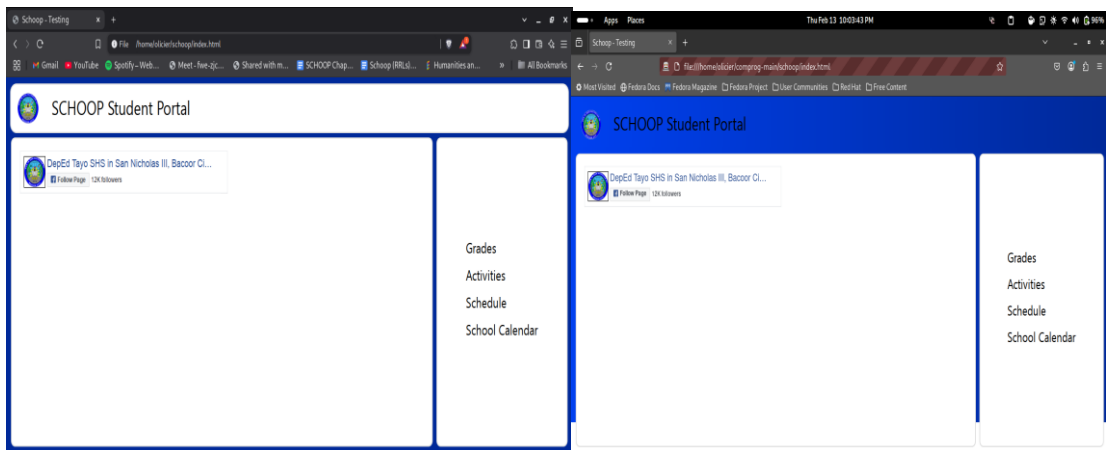 Schoop - Testing
File /home/olicier/schoop/index.html
Gmail YouTube Spotify – Web... Meet - fwe-zjc... Shared with m... SCHOOP Chap... Schoop (RRLs)... Humanities an... » All Bookmarks
SCHOOP Student Portal
DepEd Tayo SHS in San Nicholas III, Bacoor Ci...
Follow Page 12K followers
Grades
Activities
Schedule
School Calendar
Apps Places Thu Feb 13 10:03:43 PM 96%
Schoop - Testing
file:///home/olicier/comprog-main/schoop/index.html
Most Visited Fedora Docs Fedora Magazine Fedora Project User Communities Red Hat Free Content
SCHOOP Student Portal
DepEd Tayo SHS in San Nicholas III, Bacoor Ci...
Follow Page 12K followers
Grades
Activities
Schedule
School Calendar